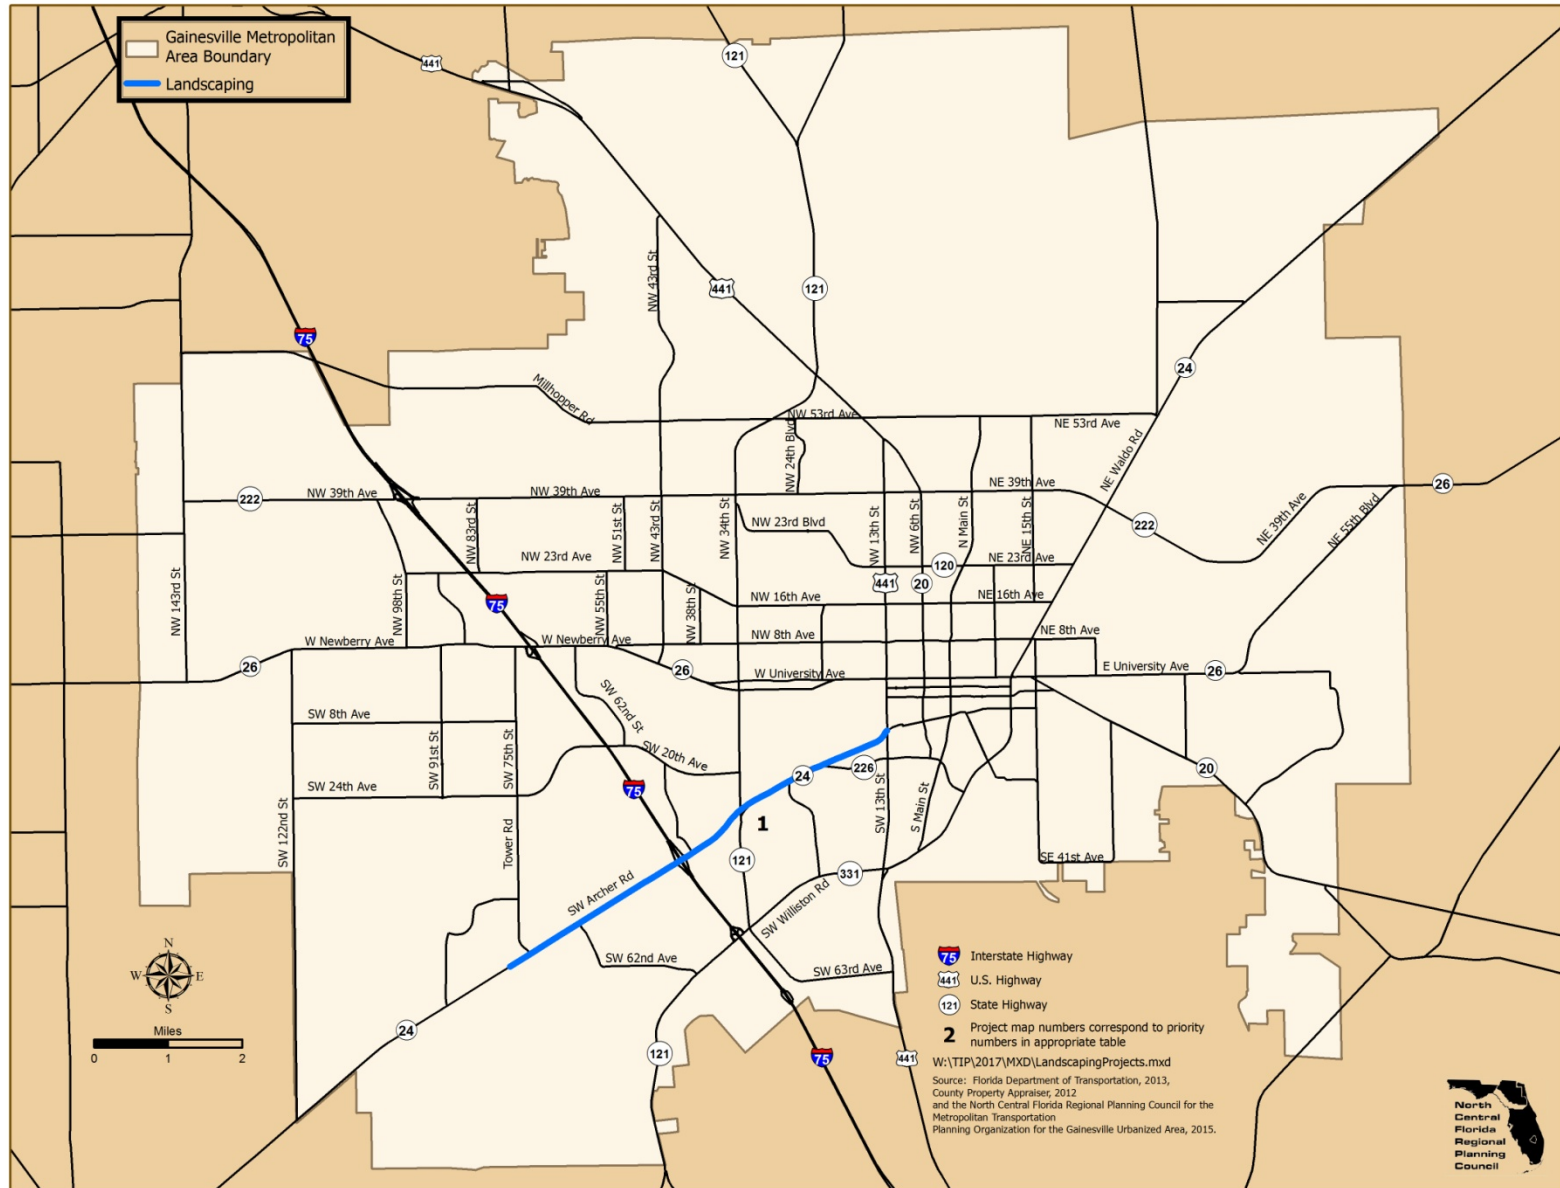 Gainesville Metropolitan
Area Boundary
Landscaping
441
121
NW 43rd St
441
121
75
24
Millhopper Rd
NW 53rd Ave
NE 53rd Ave
NW 24th Blvd
NE Waldo Rd
222
NW 39th Ave
NW 39th Ave
NE 39th Ave
26
NW 83rd St
NW 51st St
NW 43rd St
NW 34th St
NW 23rd Blvd
NW 13th St
NW 6th St
N Main St
NE 15th St
222
NE 39th Ave
NE 55th Blvd
NW 23rd Ave
120
NE 23rd Ave
441
20
NW 143rd St
NW 98th St
75
NW 55th St
NW 38th St
NW 16th Ave
NE 16th Ave
W Newberry Ave
W Newberry Ave
NW 8th Ave
NE 8th Ave
26
26
W University Ave
E University Ave
26
SW 62nd St
SW 8th Ave
SW 91st St
SW 75th St
SW 20th Ave
SW 24th Ave
75
24
226
20
SW 122nd St
Tower Rd
1
SW 13th St
S Main St
121
331
SE 41st Ave
SW Archer Rd
SW Williston Rd
SW 62nd Ave
SW 63rd Ave
N
W
E
S
24
121
75
441
Miles
0
1
2
75
Interstate Highway
441
U.S. Highway
121
State Highway
2
Project map numbers correspond to priority
numbers in appropriate table
W:\TIP\2017\MXD\LandscapingProjects.mxd
Source: Florida Department of Transportation, 2013,
County Property Appraiser, 2012
and the North Central Florida Regional Planning Council for the
Metropolitan Transportation
Planning Organization for the Gainesville Urbanized Area, 2015.
North
Central
Florida
Regional
Planning
Council